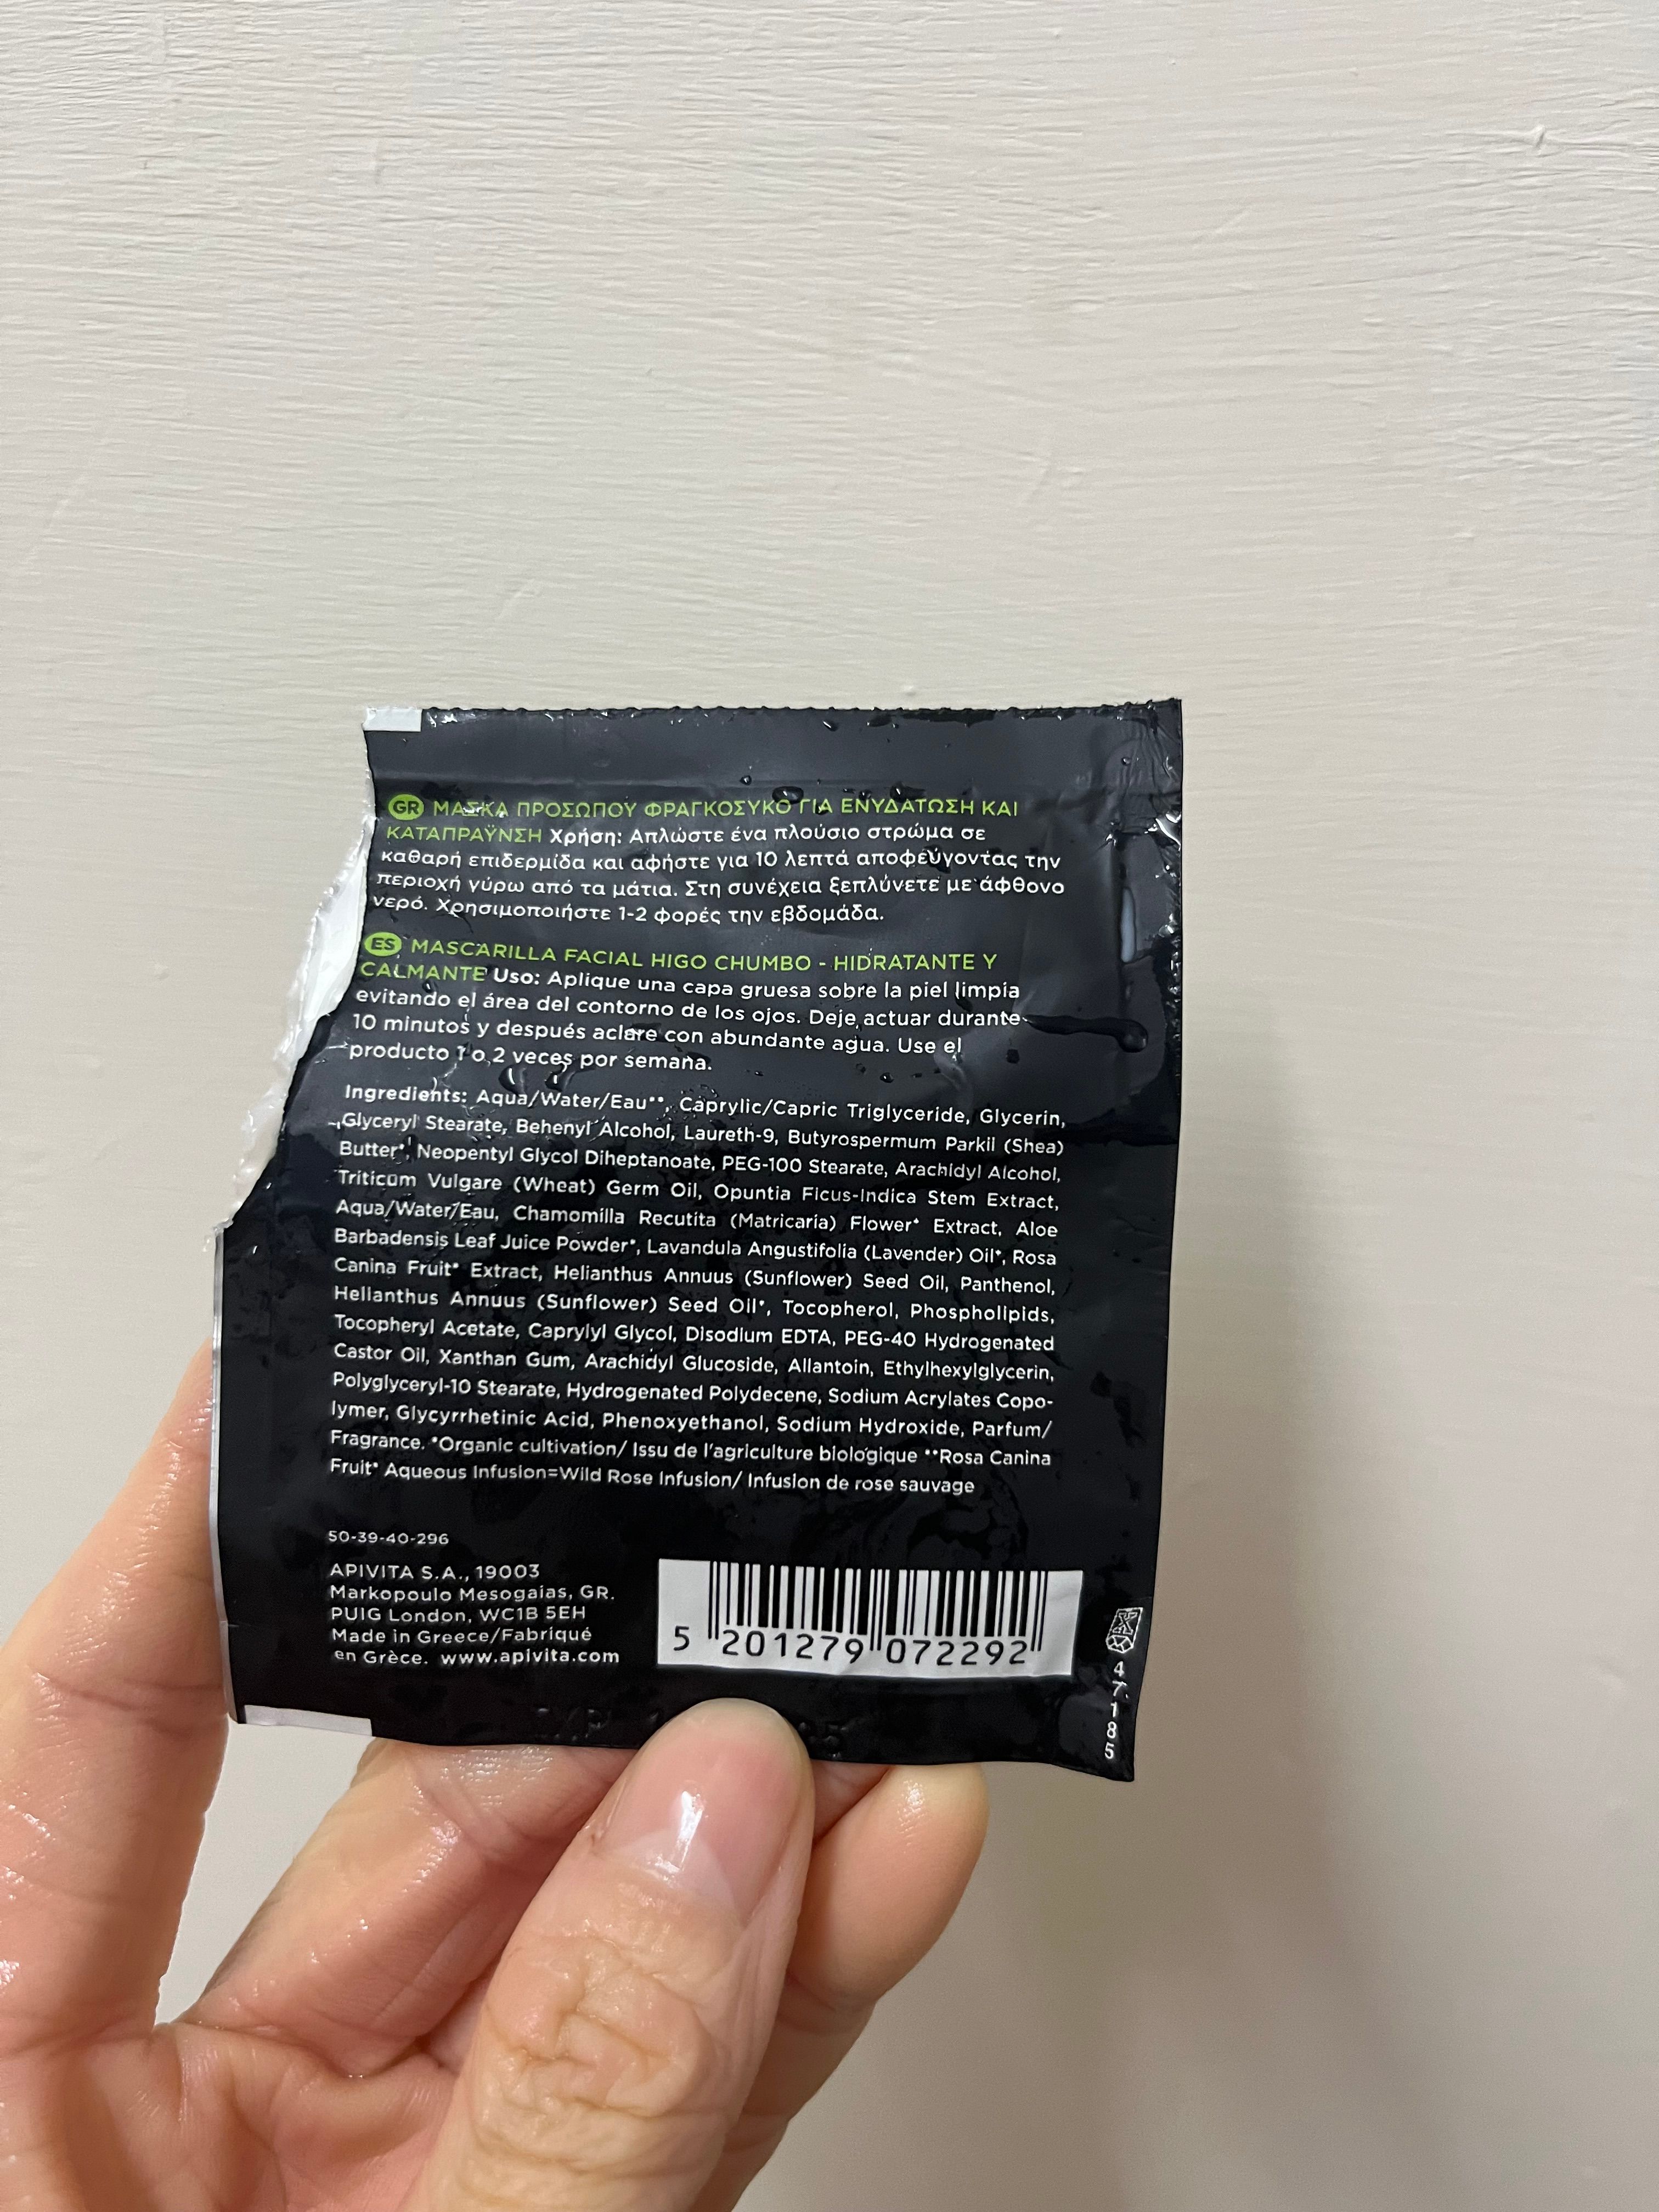 GR ΜΑΣΚΑ ΠΡΟΣΩΠΟΥ ΦΡΑΓΚΟΣΥΚΟ ΓΙΑ ΕΝΥΔΑΤΩΣΗ ΚΑΙ
ΚΑΤΑΠΡΑΫΝΣΗ Χρήση: Απλώστε ένα πλούσιο στρώμα σε
καθαρή επιδερμίδα και αφήστε για 10 λεπτά αποφεύγοντας την
περιοχή γύρω από τα μάτια. Στη συνέχεια ξεπλύνετε με άφθονο
νερό. Χρησιμοποιήστε 1-2 φορές την εβδομάδα.
ES MASCARILLA FACIAL HIGO CHUMBO - HIDRATANTE Y
CALMANTE Uso: Aplique una capa gruesa sobre la piel limpia
evitando el área del contorno de los ojos. Deje actuar durante
10 minutos y después aclare con abundante agua. Use el
producto 1 o 2 veces por semana.
Ingredients: Aqua/Water/Eau**, Caprylic/Capric Triglyceride, Glycerin,
Glyceryl Stearate, Behenyl Alcohol, Laureth-9, Butyrospermum Parkii (Shea)
Butter*, Neopentyl Glycol Diheptanoate, PEG-100 Stearate, Arachidyl Alcohol,
Triticum Vulgare (Wheat) Germ Oil, Opuntia Ficus-Indica Stem Extract,
Aqua/Water/Eau, Chamomilla Recutita (Matricaria) Flower* Extract, Aloe
Barbadensis Leaf Juice Powder*, Lavandula Angustifolia (Lavender) Oil*, Rosa
Canina Fruit* Extract, Helianthus Annuus (Sunflower) Seed Oil, Panthenol,
Helianthus Annuus (Sunflower) Seed Oil*, Tocopherol, Phospholipids,
Tocopheryl Acetate, Caprylyl Glycol, Disodium EDTA, PEG-40 Hydrogenated
Castor Oil, Xanthan Gum, Arachidyl Glucoside, Allantoin, Ethylhexylglycerin,
Polyglyceryl-10 Stearate, Hydrogenated Polydecene, Sodium Acrylates Copo-
lymer, Glycyrrhetinic Acid, Phenoxyethanol, Sodium Hydroxide, Parfum/
Fragrance. *Organic cultivation/ Issu de l'agriculture biologique **Rosa Canina
Fruit* Aqueous Infusion=Wild Rose Infusion/ Infusion de rose sauvage
50-39-40-296
APIVITA S.A., 19003
Markopoulo Mesogaias, GR.
PUIG London, WC1B 5EH
Made in Greece/Fabriqué
en Grèce. www.apivita.com
5 201279 072292
47.185